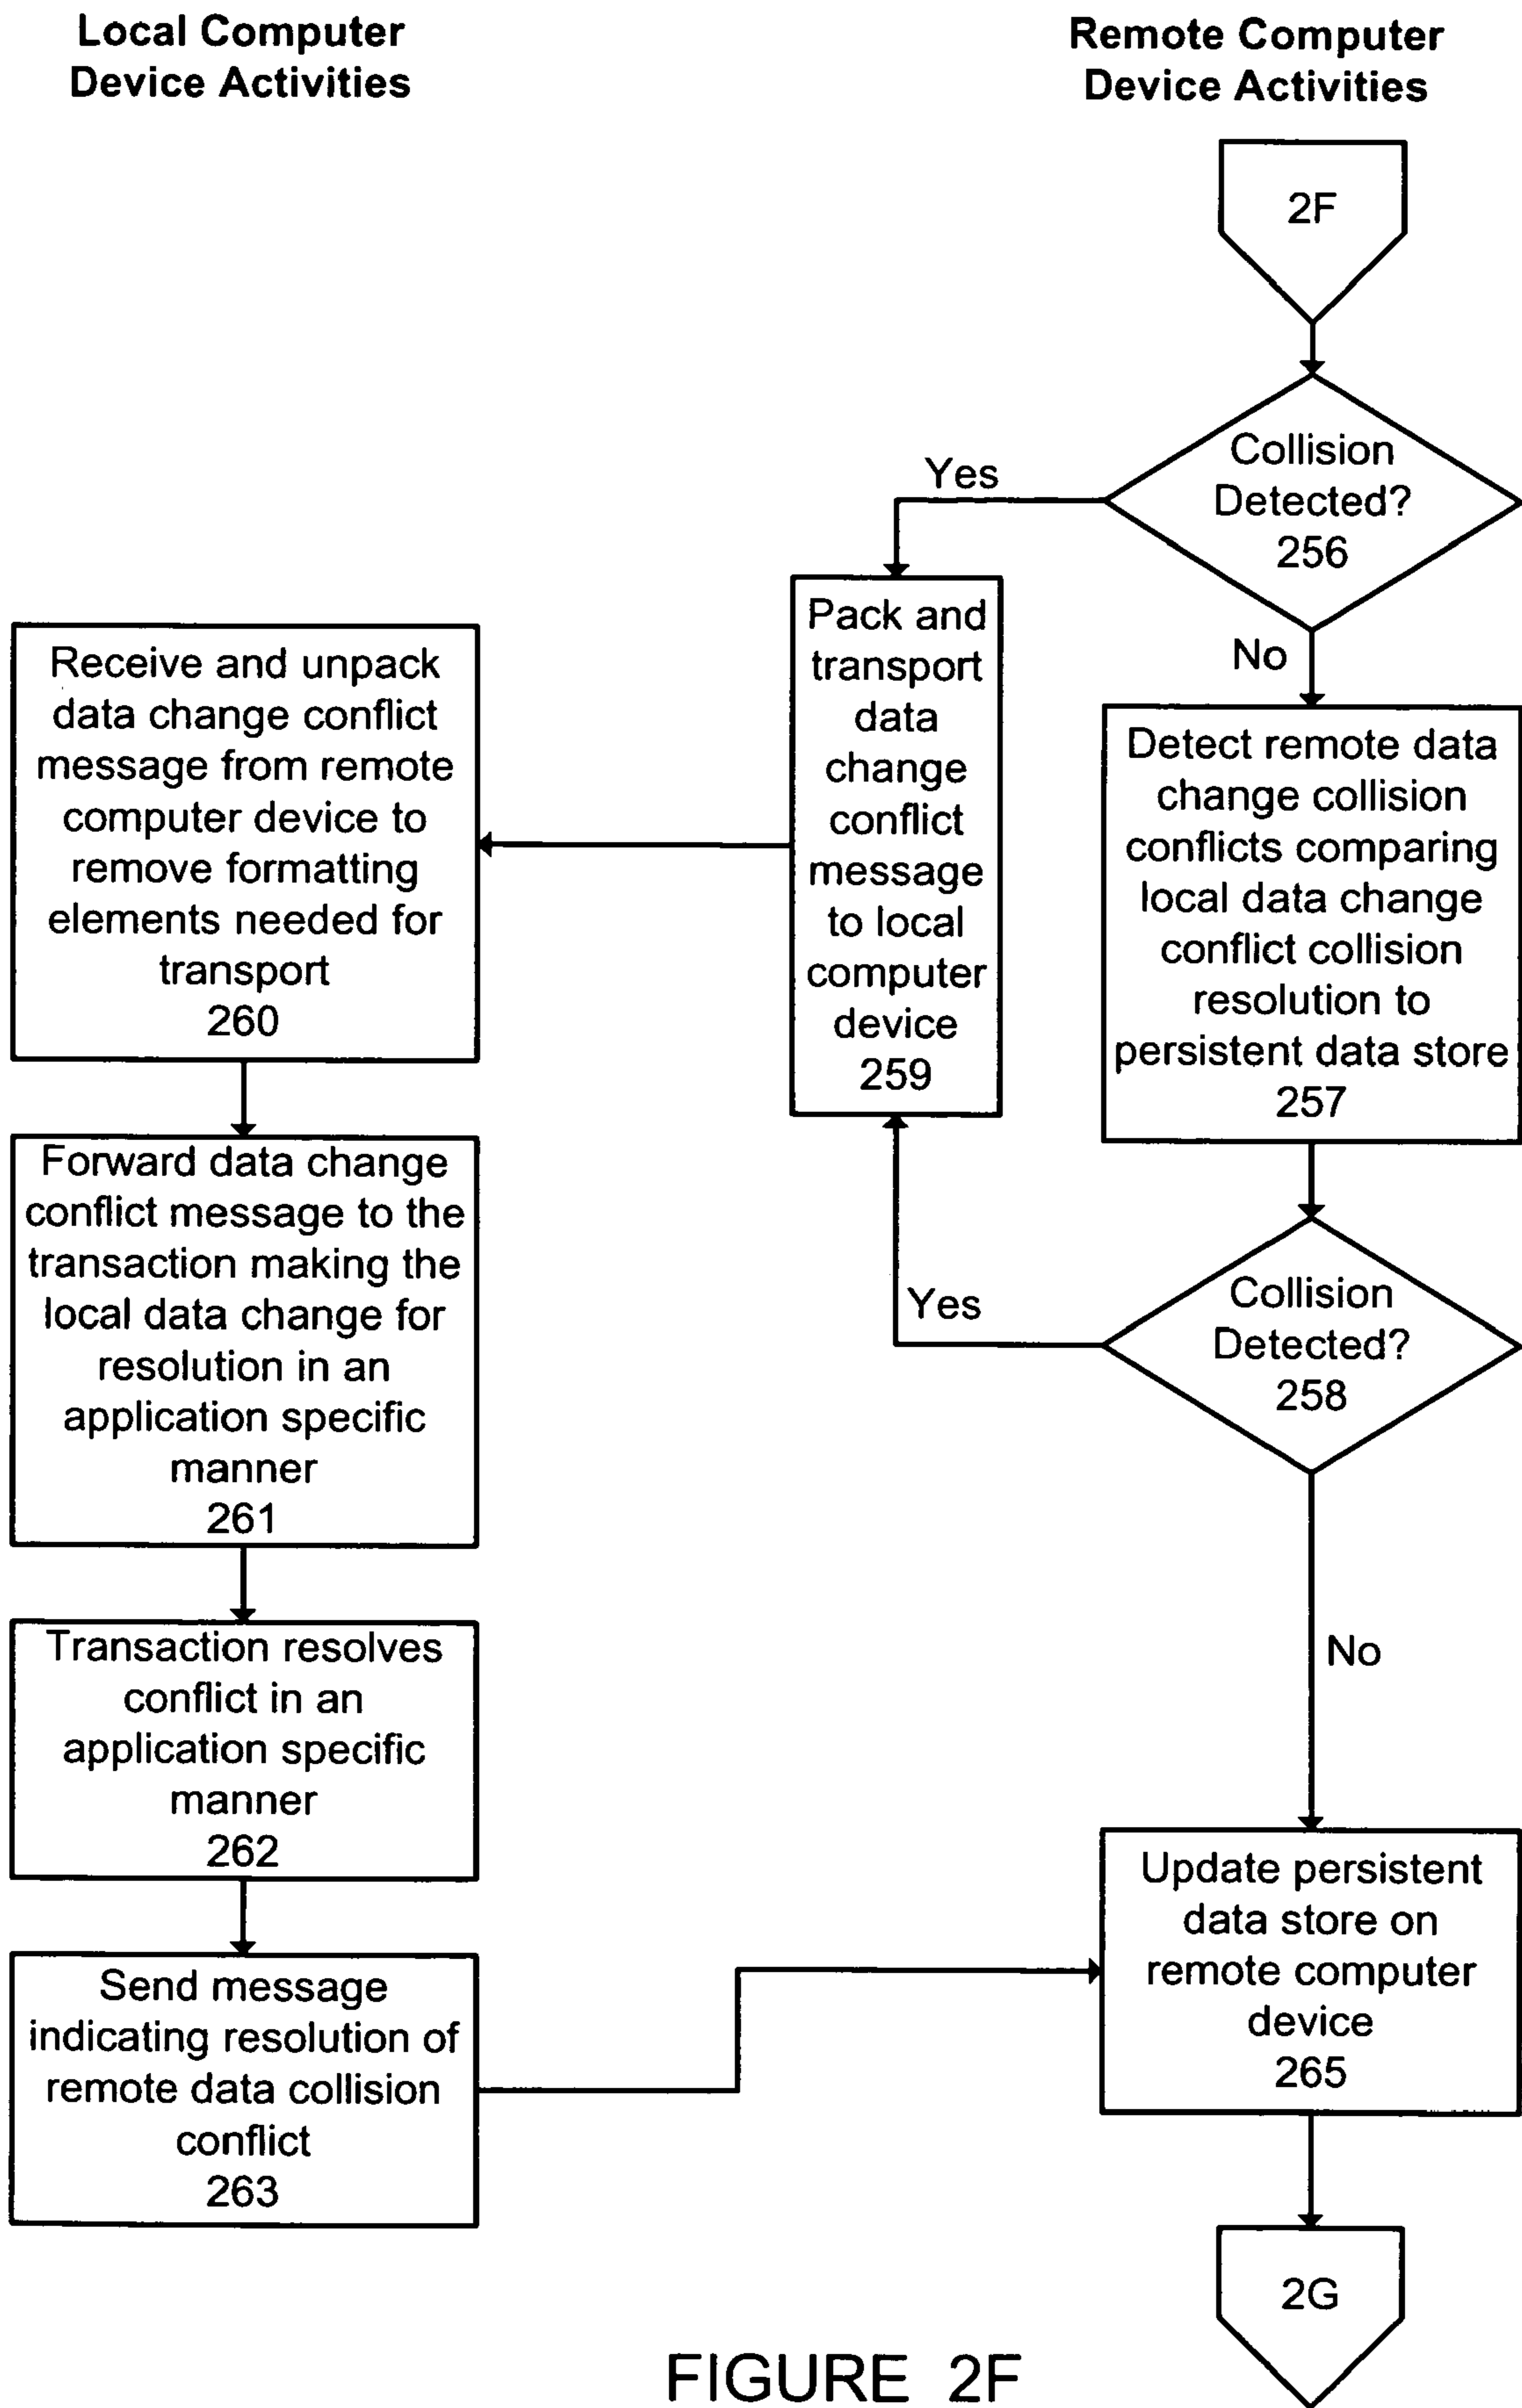 Local Computer
Device Activities
Remote Computer
Device Activities
2F
Collision
Detected?
256
Yes
No
Pack and
transport
data
change
conflict
message
to local
computer
device
259
Detect remote data
change collision
conflicts comparing
local data change
conflict collision
resolution to
persistent data store
257
Receive and unpack
data change conflict
message from remote
computer device to
remove formatting
elements needed for
transport
260
Forward data change
conflict message to the
transaction making the
local data change for
resolution in an
application specific
manner
261
Collision
Detected?
258
Yes
No
Transaction resolves
conflict in an
application specific
manner
262
Send message
indicating resolution of
remote data collision
conflict
263
Update persistent
data store on
remote computer
device
265
2G
FIGURE 2F